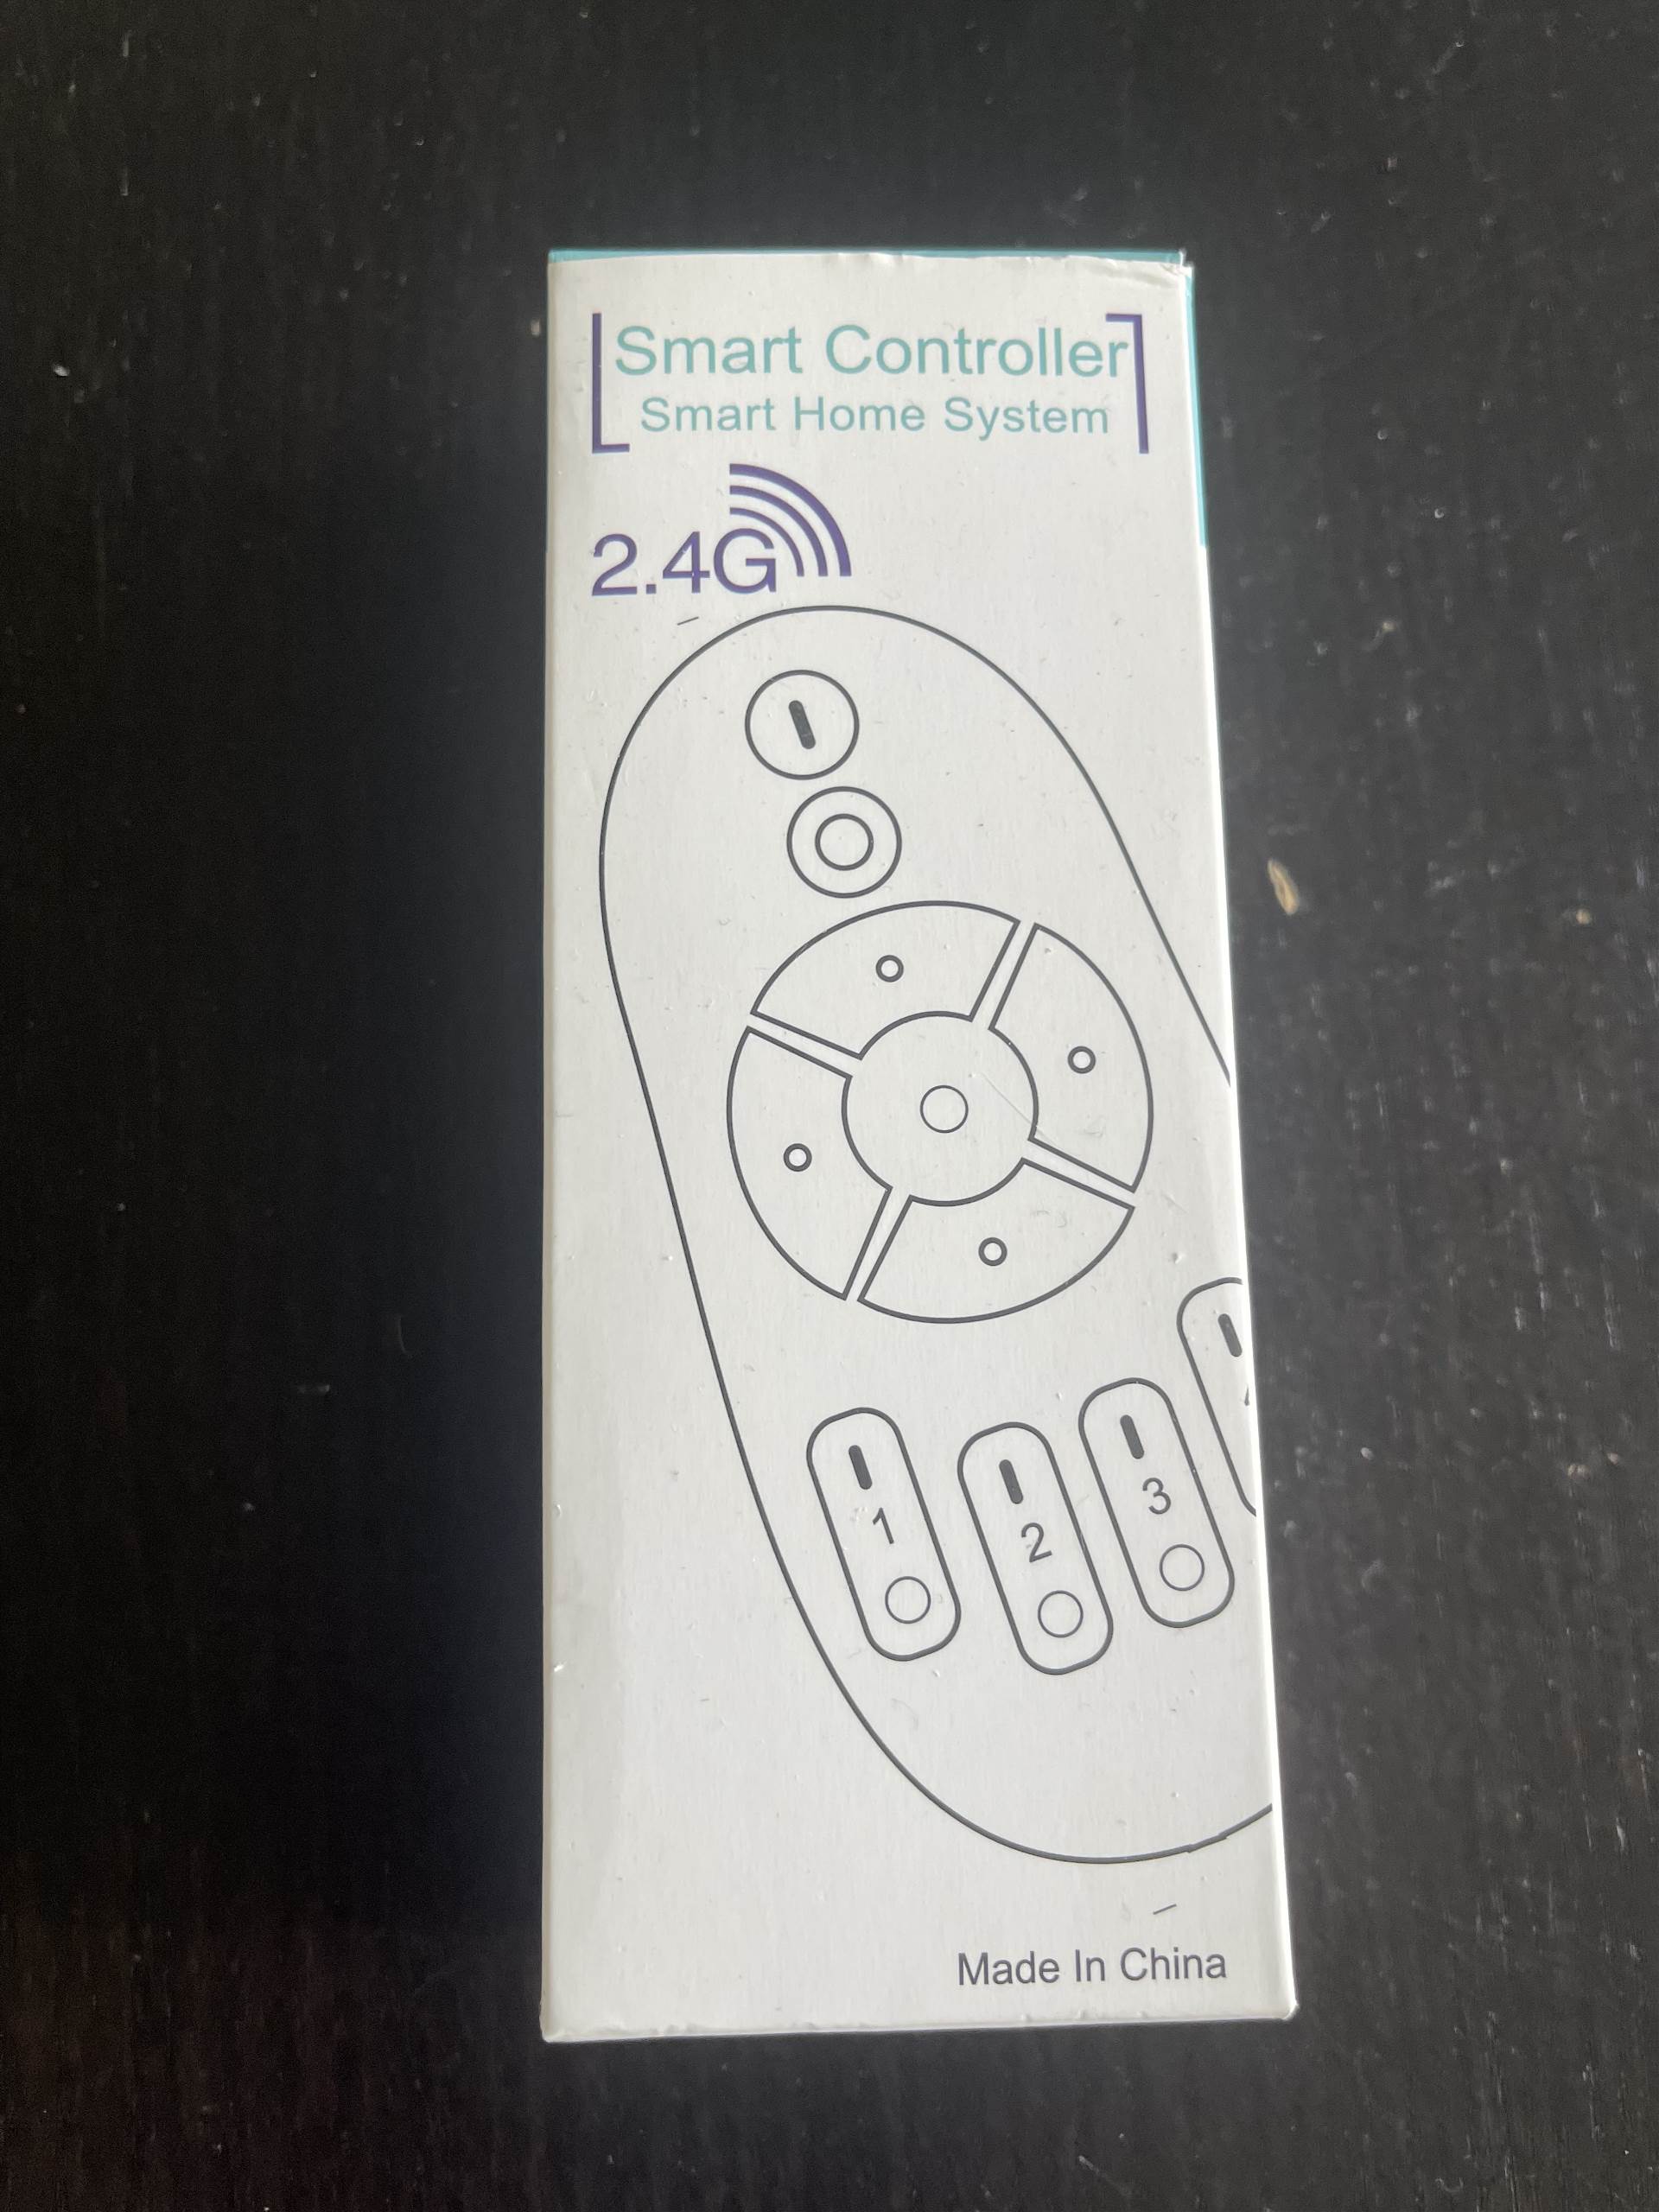 Smart Controller
Smart Home System
2.4G
1
2
3
Made In China